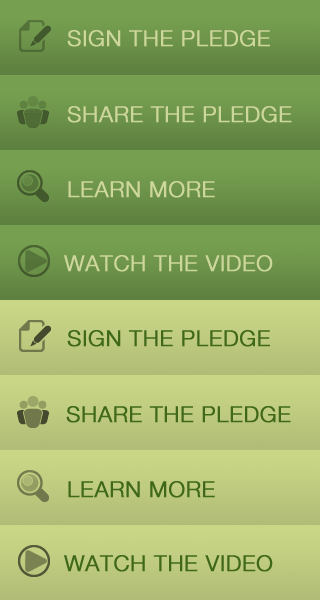 SIGN THE PLEDGE
SHARE THE PLEDGE
LEARN MORE
WATCH THE VIDEO
SIGN THE PLEDGE
SHARE THE PLEDGE
LEARN MORE
WATCH THE VIDEO